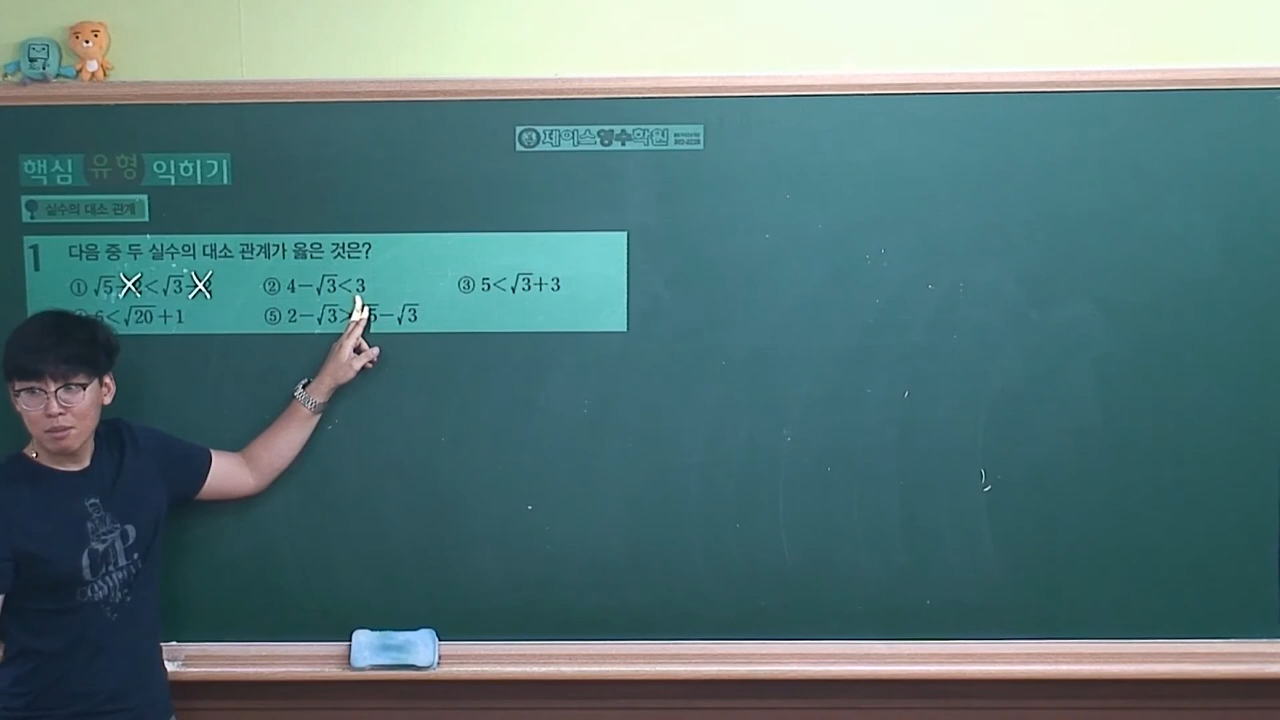 제이스영수학원
핵심 유형 익히기
실수의 대소 관계
1 다음 중 두 실수의 대소 관계가 옳은 것은?
① √5- < √3- ② 4-√3<3 ③ 5<√3+3
6<√20+1 ⑤ 2-√3> -√3
C.P.